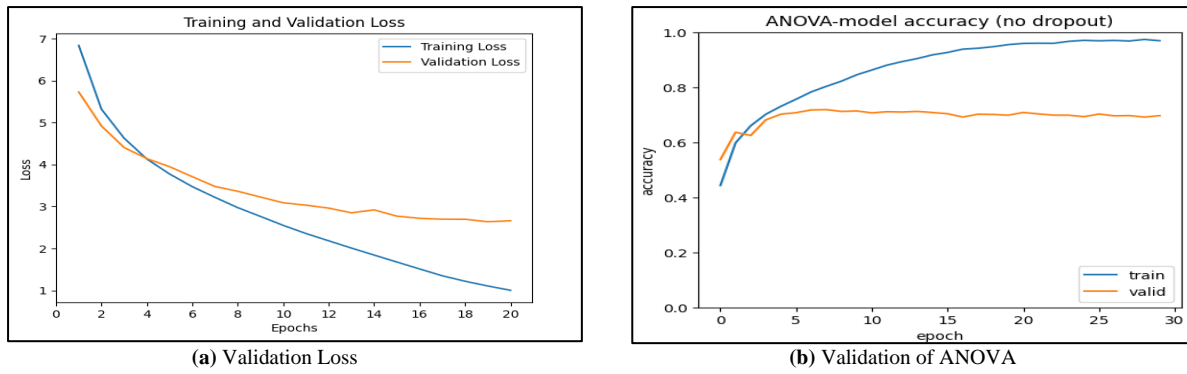 Training and Validation Loss
7
6
5
4
3
2
1
Loss
Training Loss
Validation Loss
0 2 4 6 8 10 12 14 16 18 20
Epochs
(a) Validation Loss
ANOVA-model accuracy (no dropout)
1.0
0.8
0.6
0.4
0.2
0.0
accuracy
train
valid
0 5 10 15 20 25 30
epoch
(b) Validation of ANOVA